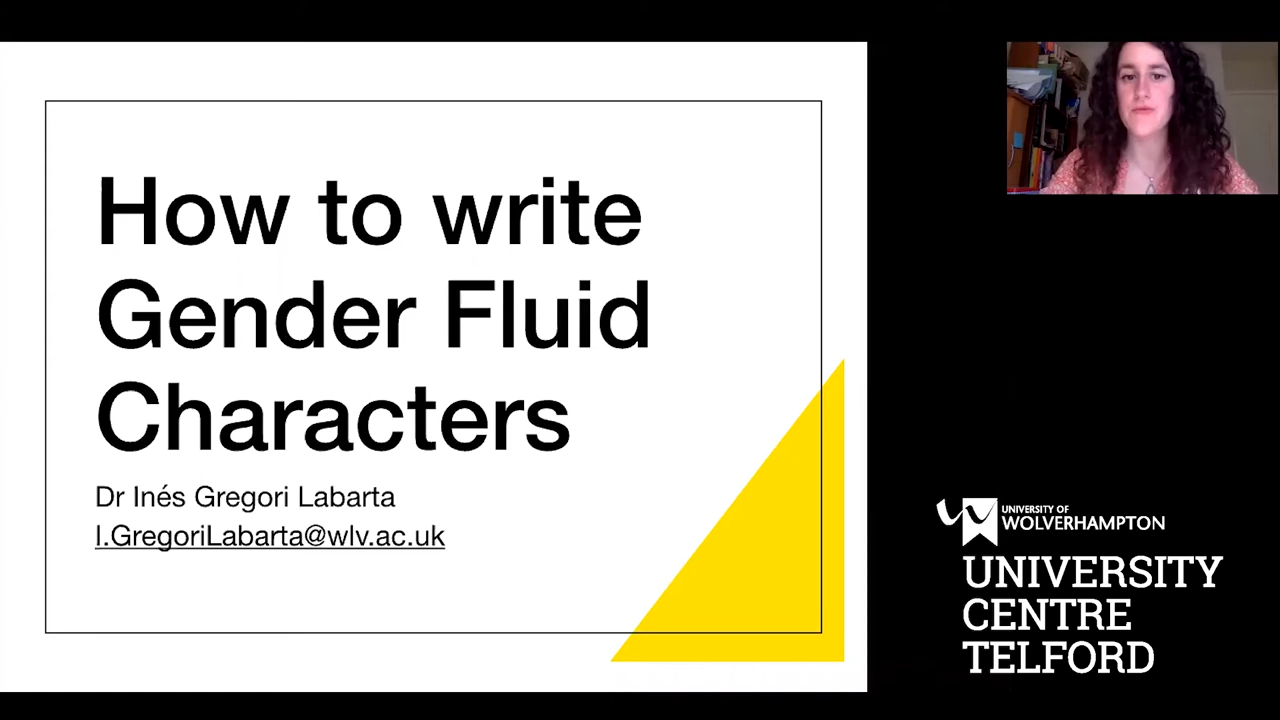 How to write
Gender Fluid
Characters
Dr Inés Gregori Labarta
I.GregoriLabarta@wlv.ac.uk
UNIVERSITY OF
WOLVERHAMPTON
UNIVERSITY
CENTRE
TELFORD